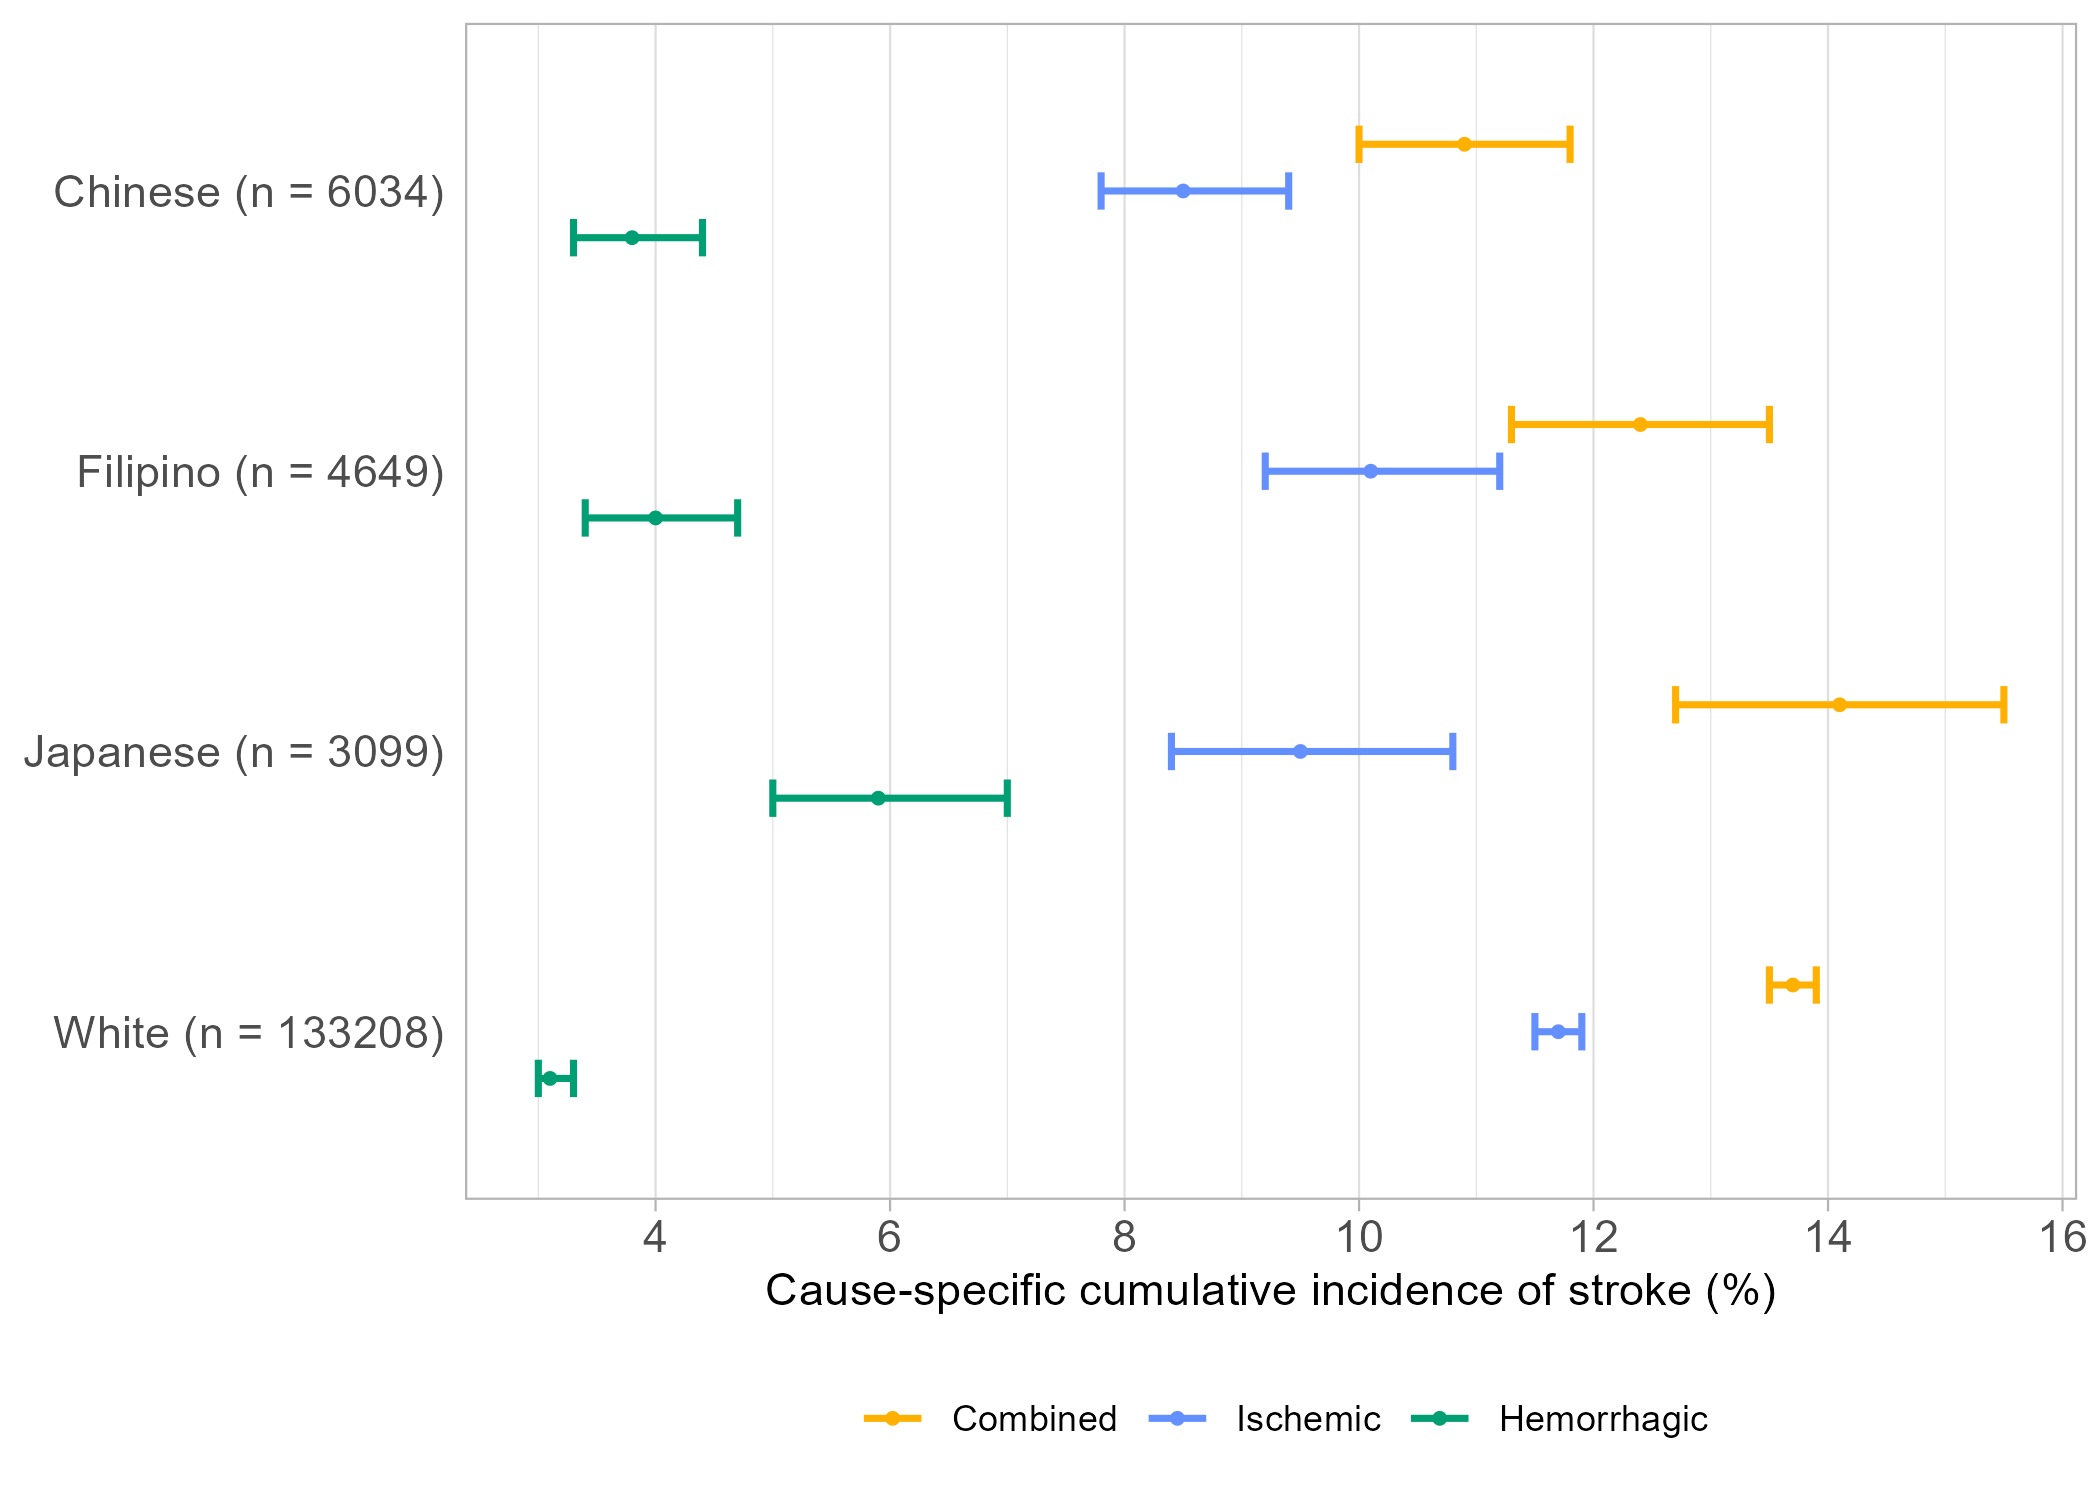 Chinese (n = 6034)
Filipino (n = 4649)
Japanese (n = 3099)
White (n = 133208)
4 6 8 10 12 14 16
Cause-specific cumulative incidence of stroke (%)
Combined Ischemic Hemorrhagic